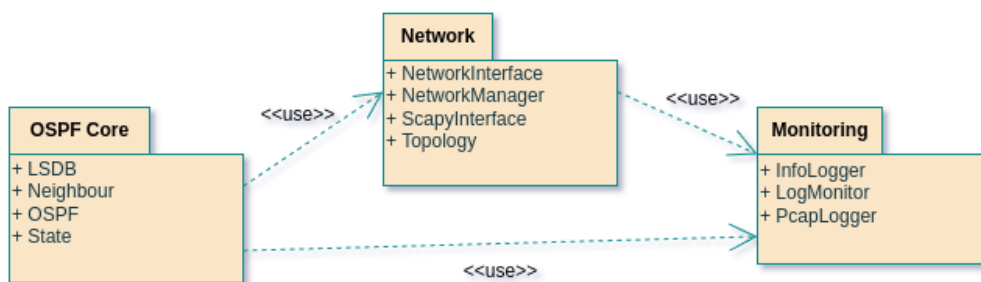 Network
+ NetworkInterface
+ NetworkManager
+ ScapyInterface
+ Topology
<<use>>
<<use>>
OSPF Core
+ LSDB
+ Neighbour
+ OSPF
+ State
Monitoring
+ InfoLogger
+ LogMonitor
+ PcapLogger
<<use>>